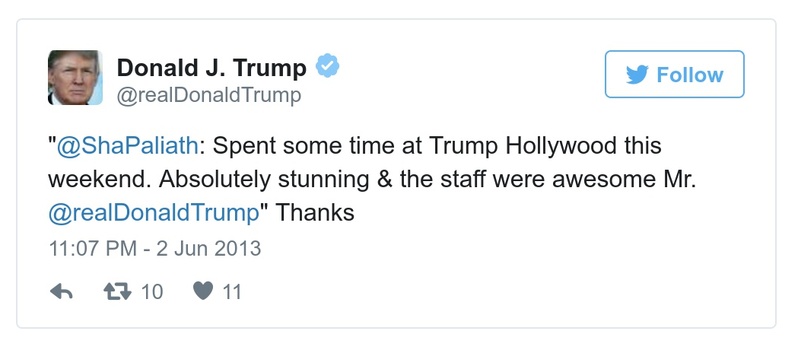 Donald J. Trump
@realDonaldTrump
Follow
"@ShaPaliath: Spent some time at Trump Hollywood this
weekend. Absolutely stunning & the staff were awesome Mr.
@realDonaldTrump" Thanks
11:07 PM - 2 Jun 2013
10 11